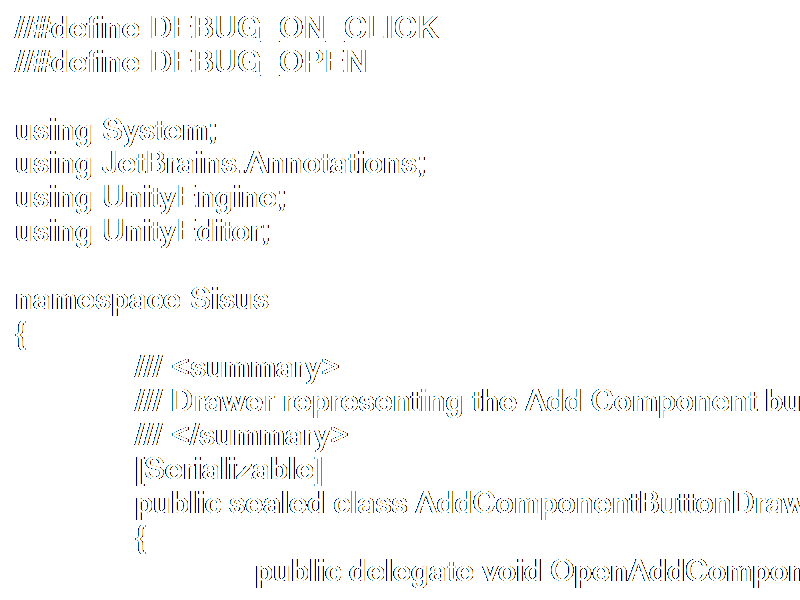 //#define DEBUG_ON_CLICK
//#define DEBUG_OPEN
using System;
using JetBrains.Annotations;
using UnityEngine;
using UnityEditor;
namespace Sisus
{
/// <summary>
/// Drawer representing the Add Component bu
/// </summary>
[Serializable]
public sealed class AddComponentButtonDraw
{
public delegate void OpenAddCompon